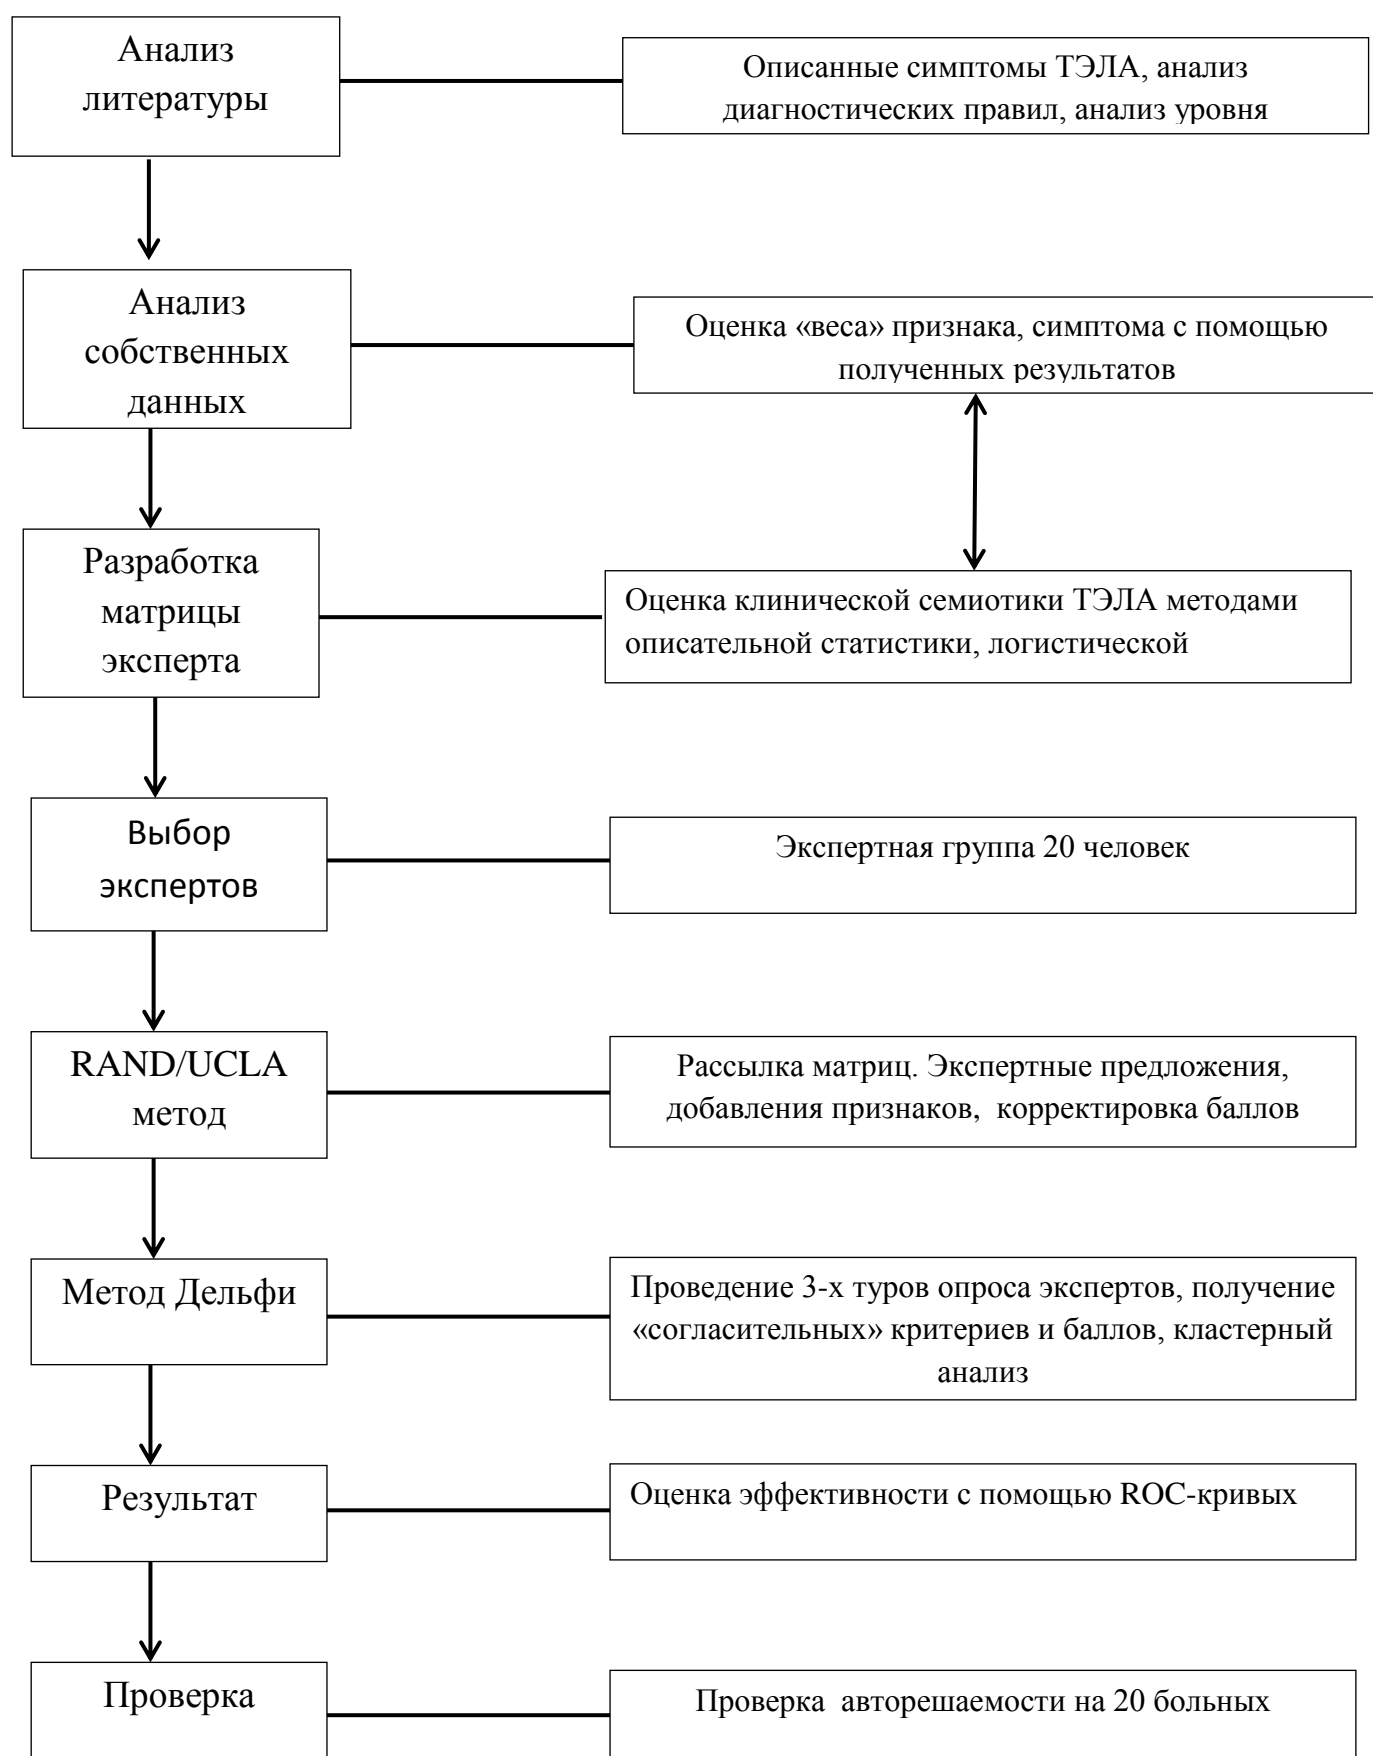 Анализ
литературы
Описанные симптомы ТЭЛА, анализ
диагностических правил, анализ уровня
Анализ
собственных
данных
Оценка «веса» признака, симптома с помощью
полученных результатов
Разработка
матрицы
эксперта
Оценка клинической семиотики ТЭЛА методами
описательной статистики, логистической
Выбор
экспертов
Экспертная группа 20 человек
RAND/UCLA
метод
Рассылка матриц. Экспертные предложения,
добавления признаков, корректировка баллов
Метод Дельфи
Проведение 3-х туров опроса экспертов, получение
«согласительных» критериев и баллов, кластерный
анализ
Результат
Оценка эффективности с помощью ROC-кривых
Проверка
Проверка авторешаемости на 20 больных